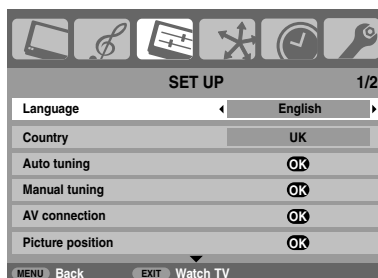 SET UP 1/2
Language English
Country UK
Auto tuning OK
Manual tuning OK
AV connection OK
Picture position OK
MENU Back EXIT Watch TV